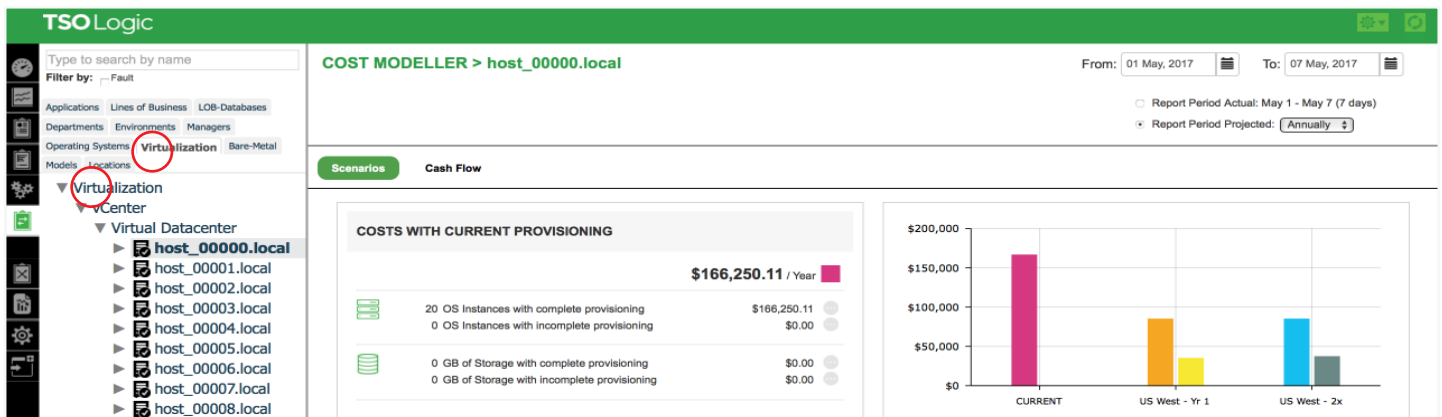 TSOLogic
Type to search by name
Filter by: Fault
Applications Lines of Business LOB-Databases
Departments Environments Managers
Operating Systems Virtualization Bare-Metal
Models Locations
Virtualization
vCenter
Virtual Datacenter
host_00000.local
host_00001.local
host_00002.local
host_00003.local
host_00004.local
host_00005.local
host_00006.local
host_00007.local
host_00008.local
COST MODELLER > host_00000.local
From: 01 May, 2017 To: 07 May, 2017
Report Period Actual: May 1 - May 7 (7 days)
Report Period Projected: Annually
Scenarios Cash Flow
COSTS WITH CURRENT PROVISIONING
$166,250.11 / Year
20 OS Instances with complete provisioning $166,250.11
0 OS Instances with incomplete provisioning $0.00
0 GB of Storage with complete provisioning $0.00
0 GB of Storage with incomplete provisioning $0.00
$200,000
$150,000
$100,000
$50,000
$0
CURRENT US West - Yr 1 US West - 2x